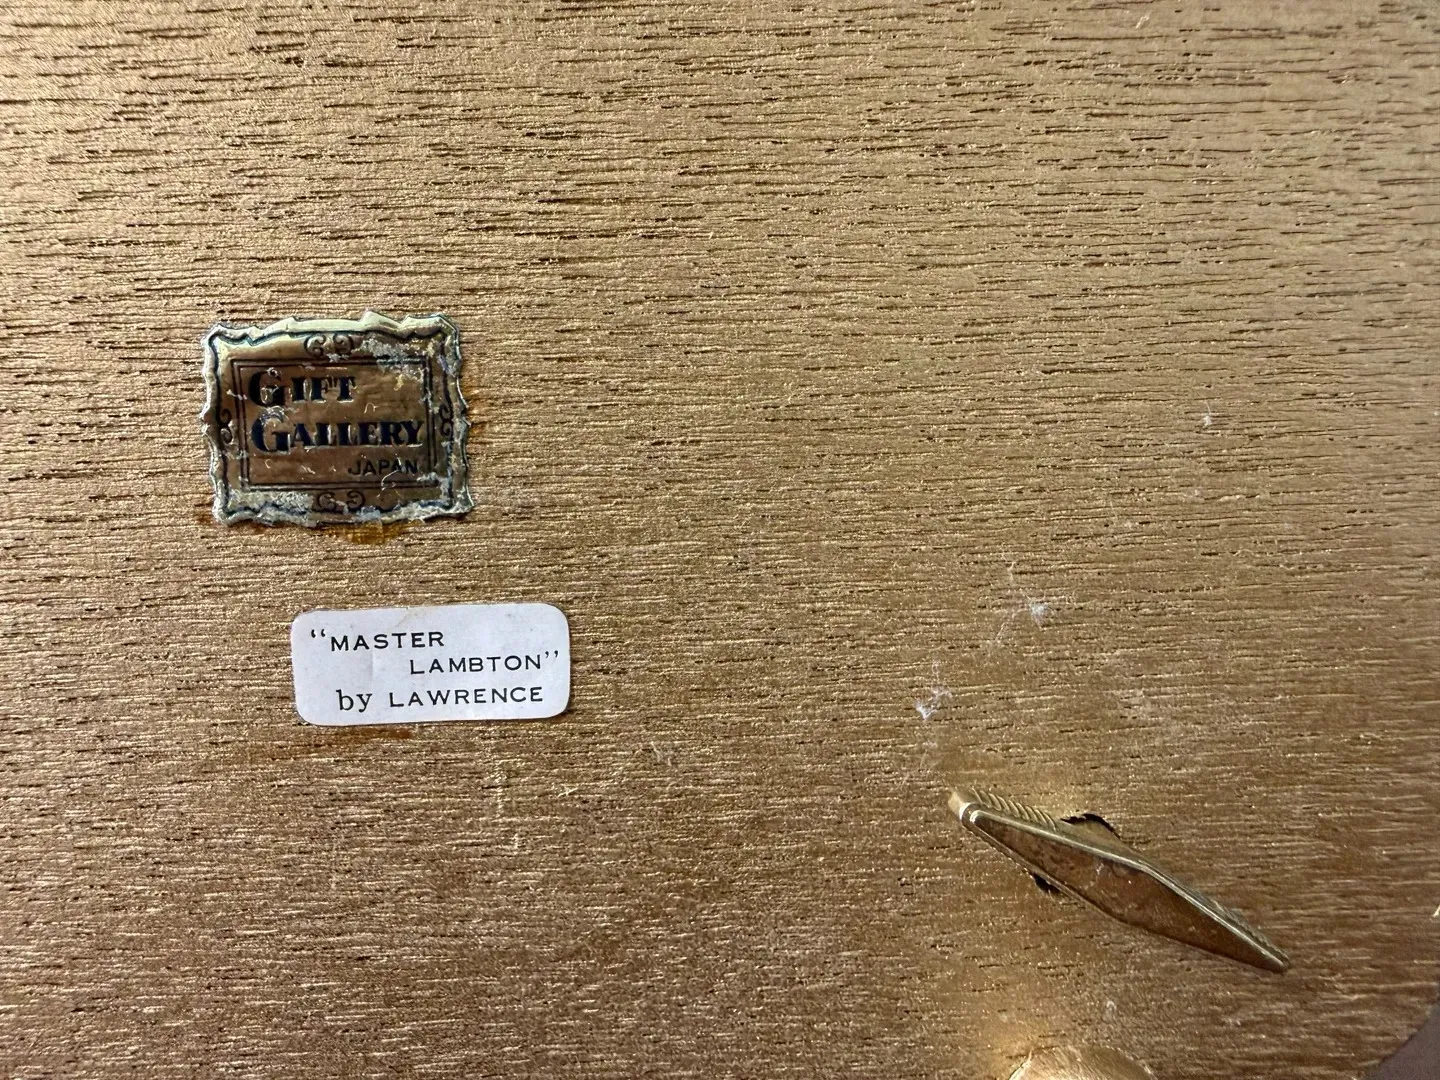 GIFT
GALLERY
JAPAN
“MASTER
LAMBTON”
by LAWRENCE